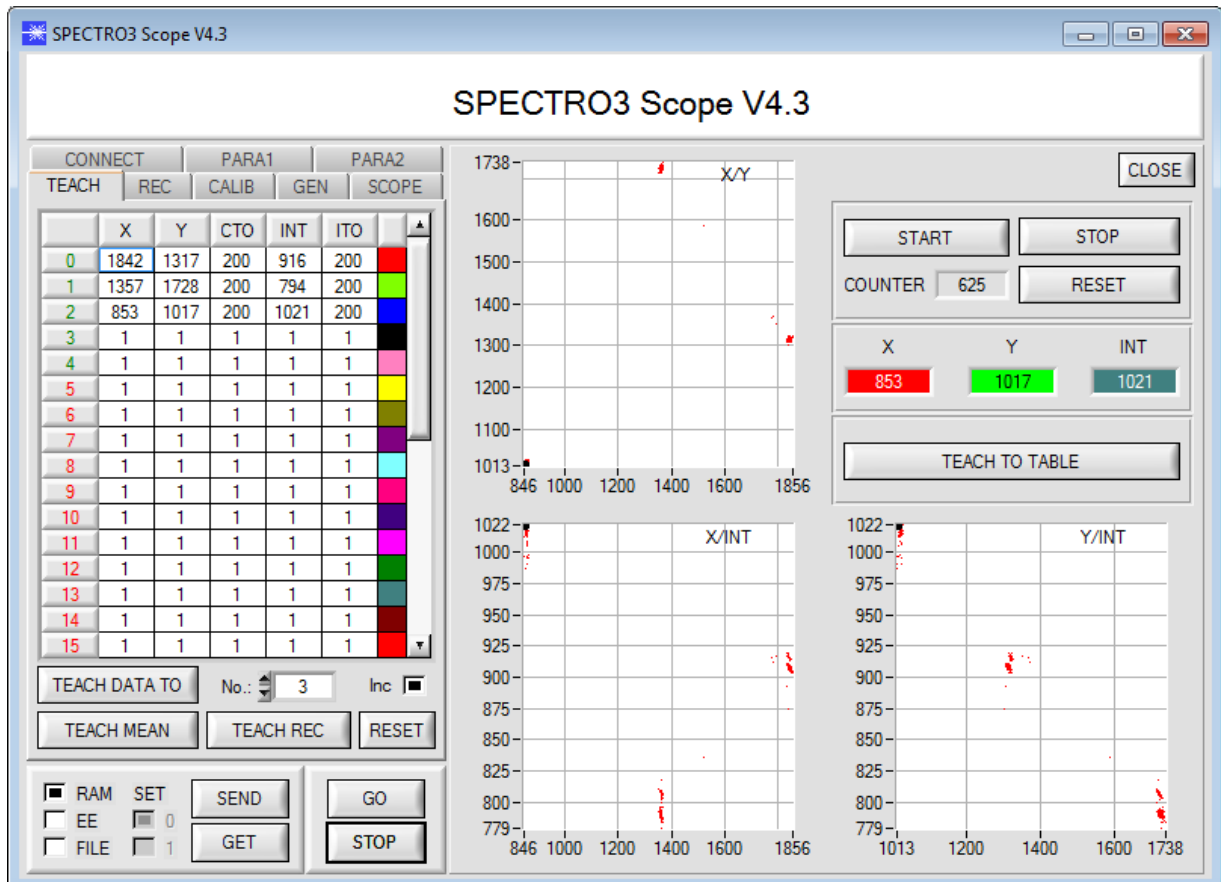 SPECTRO3 Scope V4.3
SPECTRO3 Scope V4.3
CONNECT PARA1 PARA2
TEACH REC CALIB GEN SCOPE
X Y CTO INT ITO
0 1842 1317 200 916 200
1 1357 1728 200 794 200
2 853 1017 200 1021 200
3 1 1 1 1 1
4 1 1 1 1 1
5 1 1 1 1 1
6 1 1 1 1 1
7 1 1 1 1 1
8 1 1 1 1 1
9 1 1 1 1 1
10 1 1 1 1 1
11 1 1 1 1 1
12 1 1 1 1 1
13 1 1 1 1 1
14 1 1 1 1 1
15 1 1 1 1 1
TEACH DATA TO No.: 3 Inc
TEACH MEAN TEACH REC RESET
RAM SET SEND GO
EE 0
FILE 1 GET STOP
X/Y
1738
1600
1500
1400
1300
1200
1100
1013
846 1000 1200 1400 1600 1856
CLOSE
START STOP
COUNTER 625 RESET
X Y INT
853 1017 1021
TEACH TO TABLE
X/INT
1022
1000
975
950
925
900
875
850
825
800
779
846 1000 1200 1400 1600 1856
Y/INT
1022
1000
975
950
925
900
875
850
825
800
779
1013 1200 1400 1600 1738